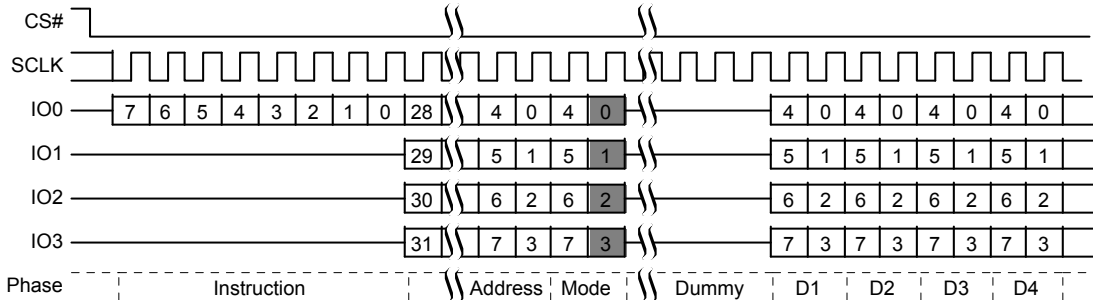 CS#
SCLK
IO0 7 6 5 4 3 2 1 0 28 4 0 4 0 4 0 4 0 4 0 4 0
IO1 29 5 1 5 1 5 1 5 1 5 1 5 1
IO2 30 6 2 6 2 6 2 6 2 6 2 6 2
IO3 31 7 3 7 3 7 3 7 3 7 3 7 3
Phase Instruction Address Mode Dummy D1 D2 D3 D4